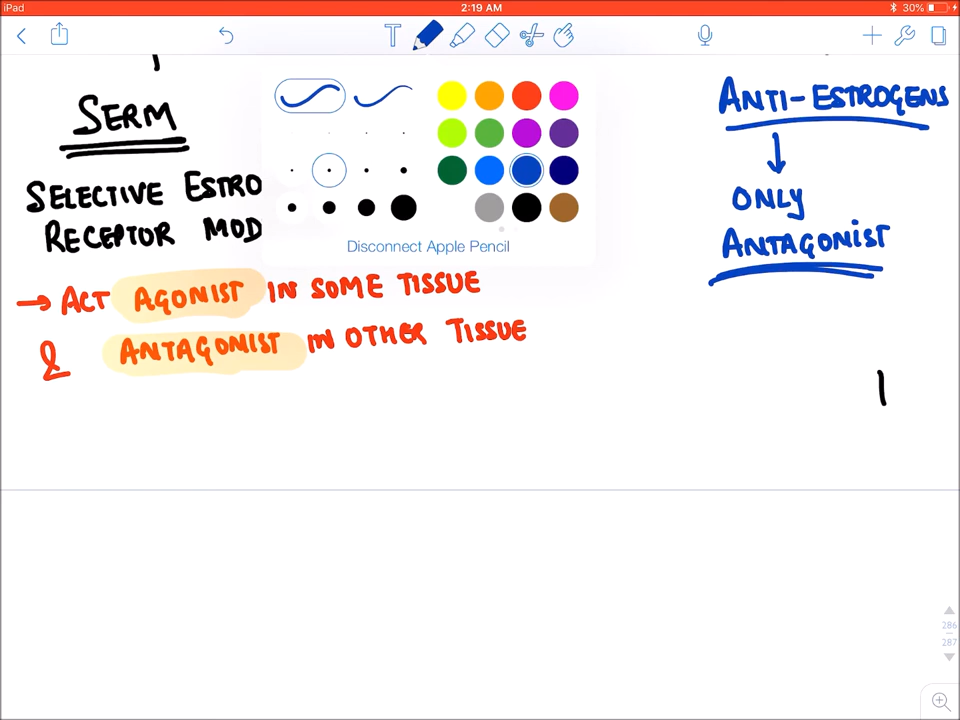 iPad
2:19 AM
30%
T
SERM
SELECTIVE ESTRO
RECEPTOR MOD
→ ACT AGONIST IN SOME TISSUE
& ANTAGONIST IN OTHER TISSUE
Disconnect Apple Pencil
ANTI-ESTROGENS
ONLY
ANTAGONIST
286
287